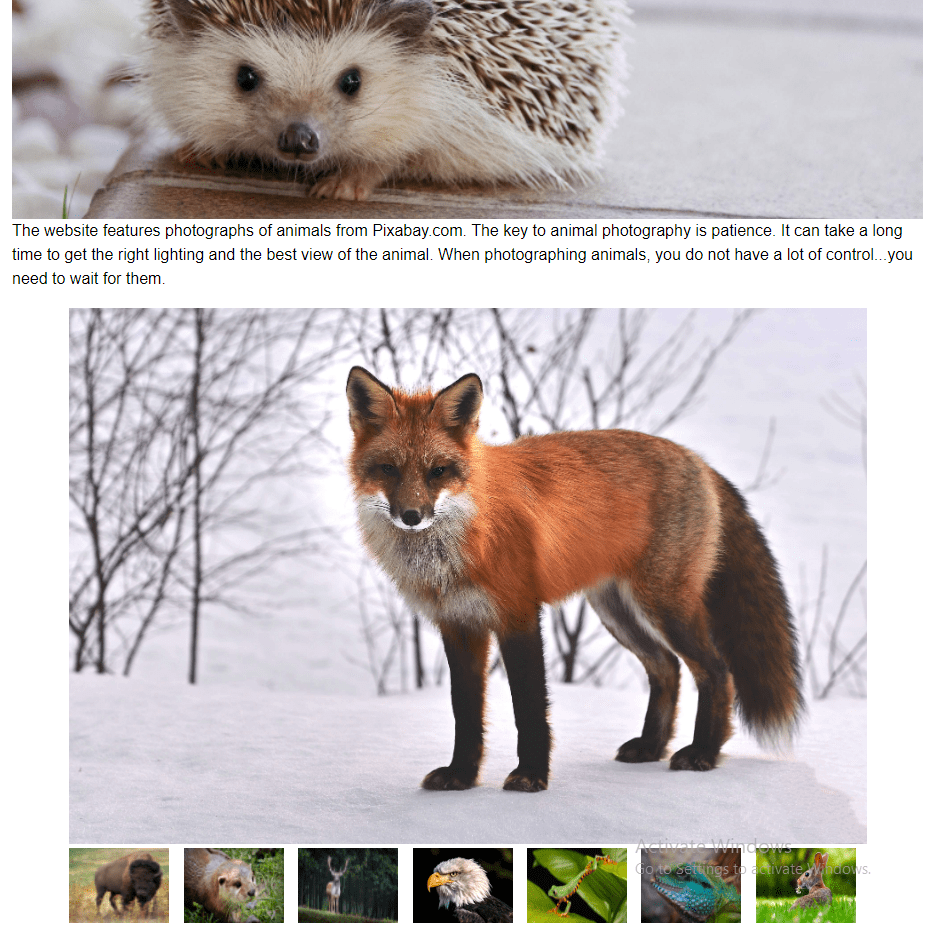 The website features photographs of animals from Pixabay.com. The key to animal photography is patience. It can take a long
time to get the right lighting and the best view of the animal. When photographing animals, you do not have a lot of control...you
need to wait for them.
Activate Windows
Go to Settings to activate Windows.